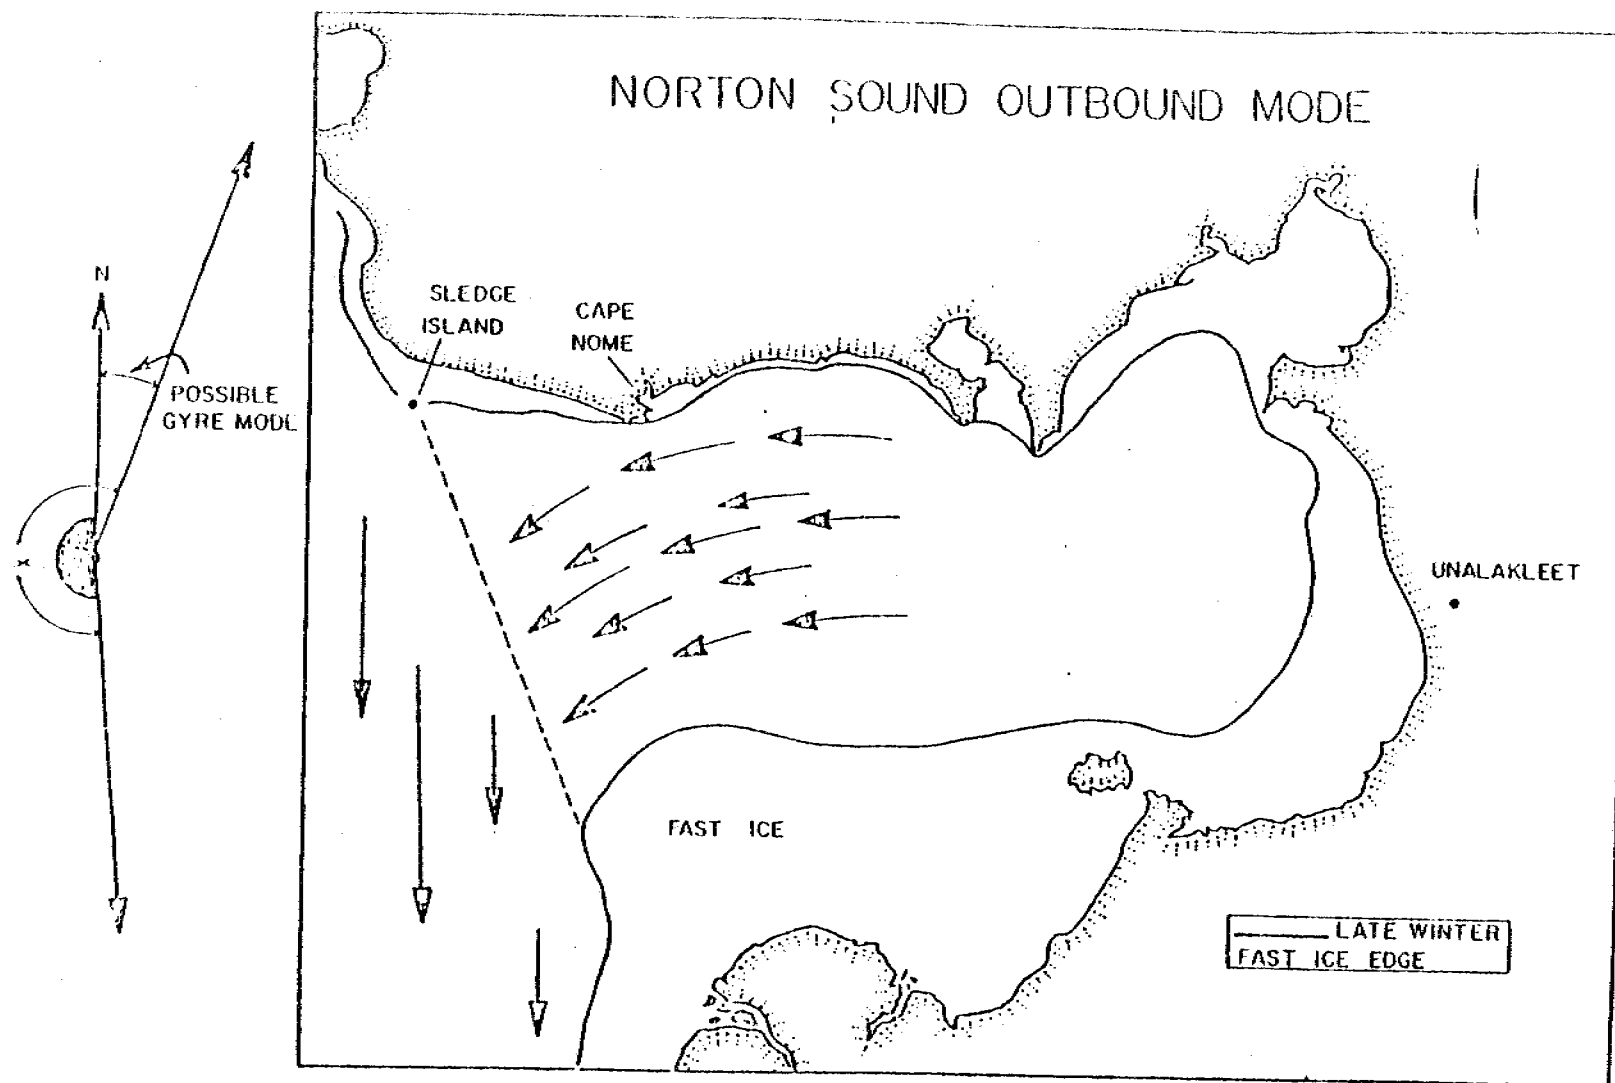 NORTON SOUND OUTBOUND MODE
N
SLEDGE
ISLAND
CAPE
NOME
POSSIBLE
GYRE MODE
x
UNALAKLEET
FAST ICE
LATE WINTER
FAST ICE EDGE